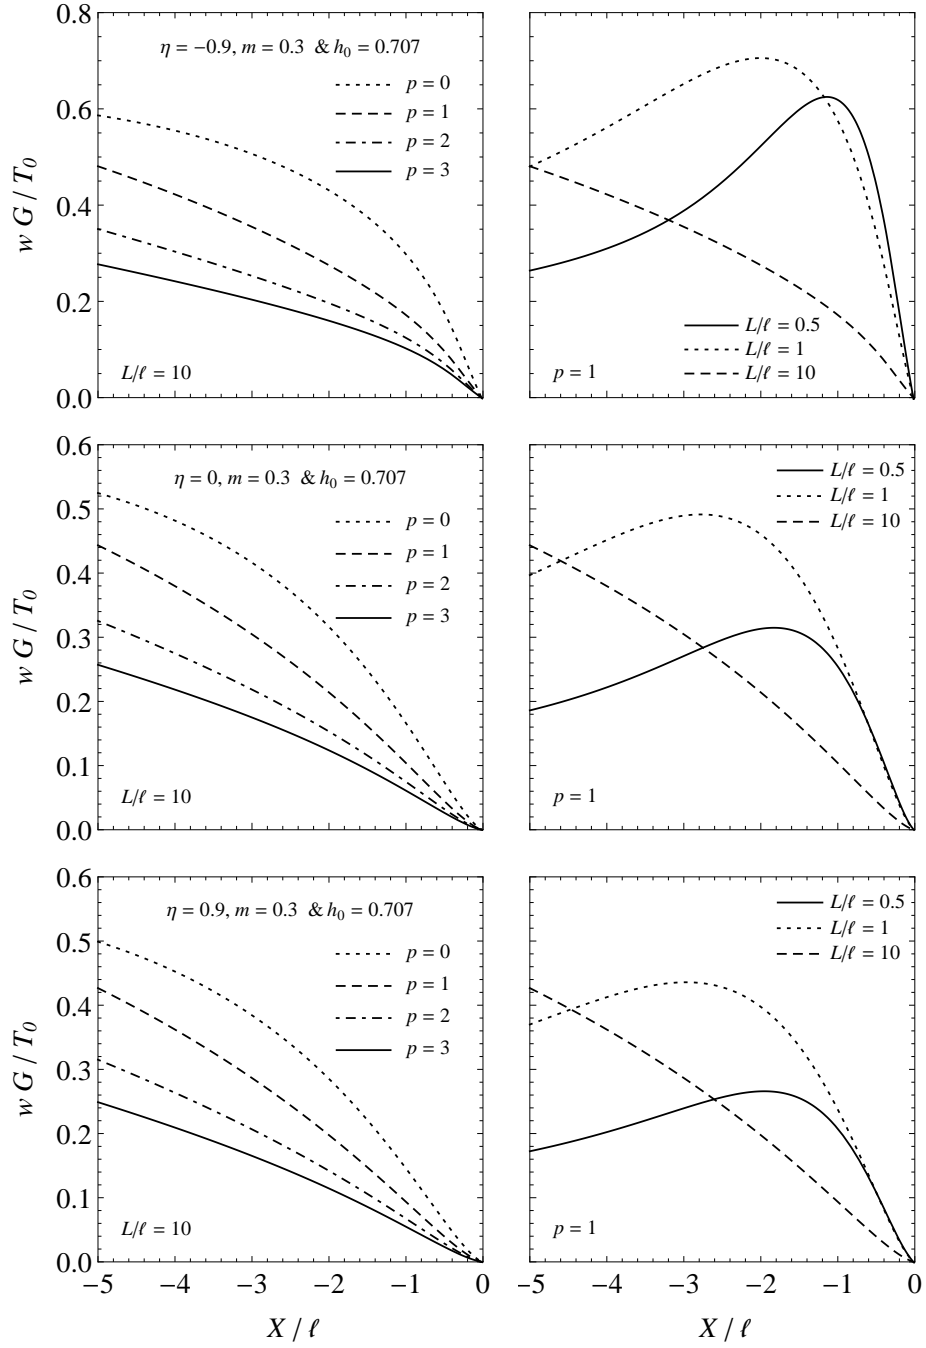 0.8
0.6
0.4
0.2
0.0
w G / T0
η = −0.9, m = 0.3 & h0 = 0.707
p = 0
p = 1
p = 2
p = 3
L/ℓ = 10
L/ℓ = 0.5
L/ℓ = 1
L/ℓ = 10
p = 1
0.6
0.5
0.4
0.3
0.2
0.1
0.0
w G / T0
η = 0, m = 0.3 & h0 = 0.707
p = 0
p = 1
p = 2
p = 3
L/ℓ = 10
L/ℓ = 0.5
L/ℓ = 1
L/ℓ = 10
p = 1
0.6
0.5
0.4
0.3
0.2
0.1
0.0
w G / T0
η = 0.9, m = 0.3 & h0 = 0.707
p = 0
p = 1
p = 2
p = 3
L/ℓ = 10
L/ℓ = 0.5
L/ℓ = 1
L/ℓ = 10
p = 1
−5 −4 −3 −2 −1 0
−5 −4 −3 −2 −1 0
X / ℓ
X / ℓ